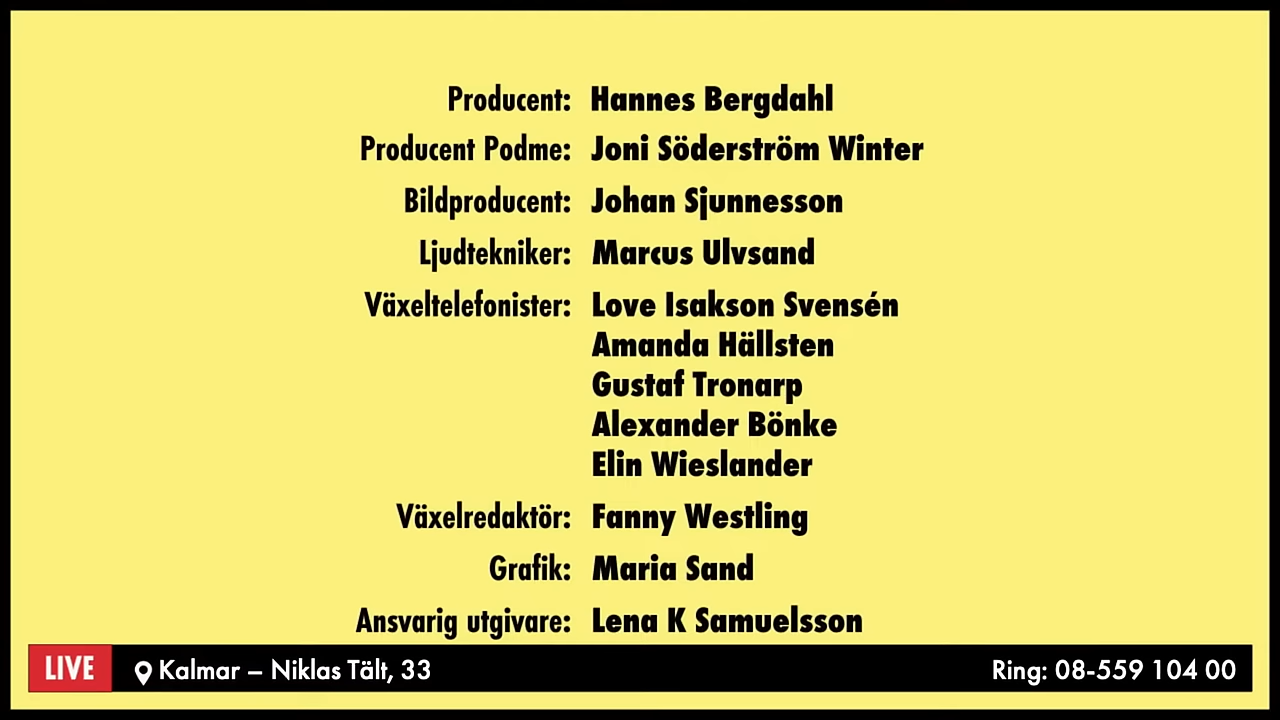 Producent: Hannes Bergdahl
Producent Podme: Joni Söderström Winter
Bildproducent: Johan Sjunnesson
Ljudtekniker: Marcus Ulvsand
Växeltelefonister: Love Isakson Svensén
Amanda Hällsten
Gustaf Tronarp
Alexander Bönke
Elin Wieslander
Växelredaktör: Fanny Westling
Grafik: Maria Sand
Ansvarig utgivare: Lena K Samuelsson
LIVE Kalmar – Niklas Tält, 33 Ring: 08-559 104 00